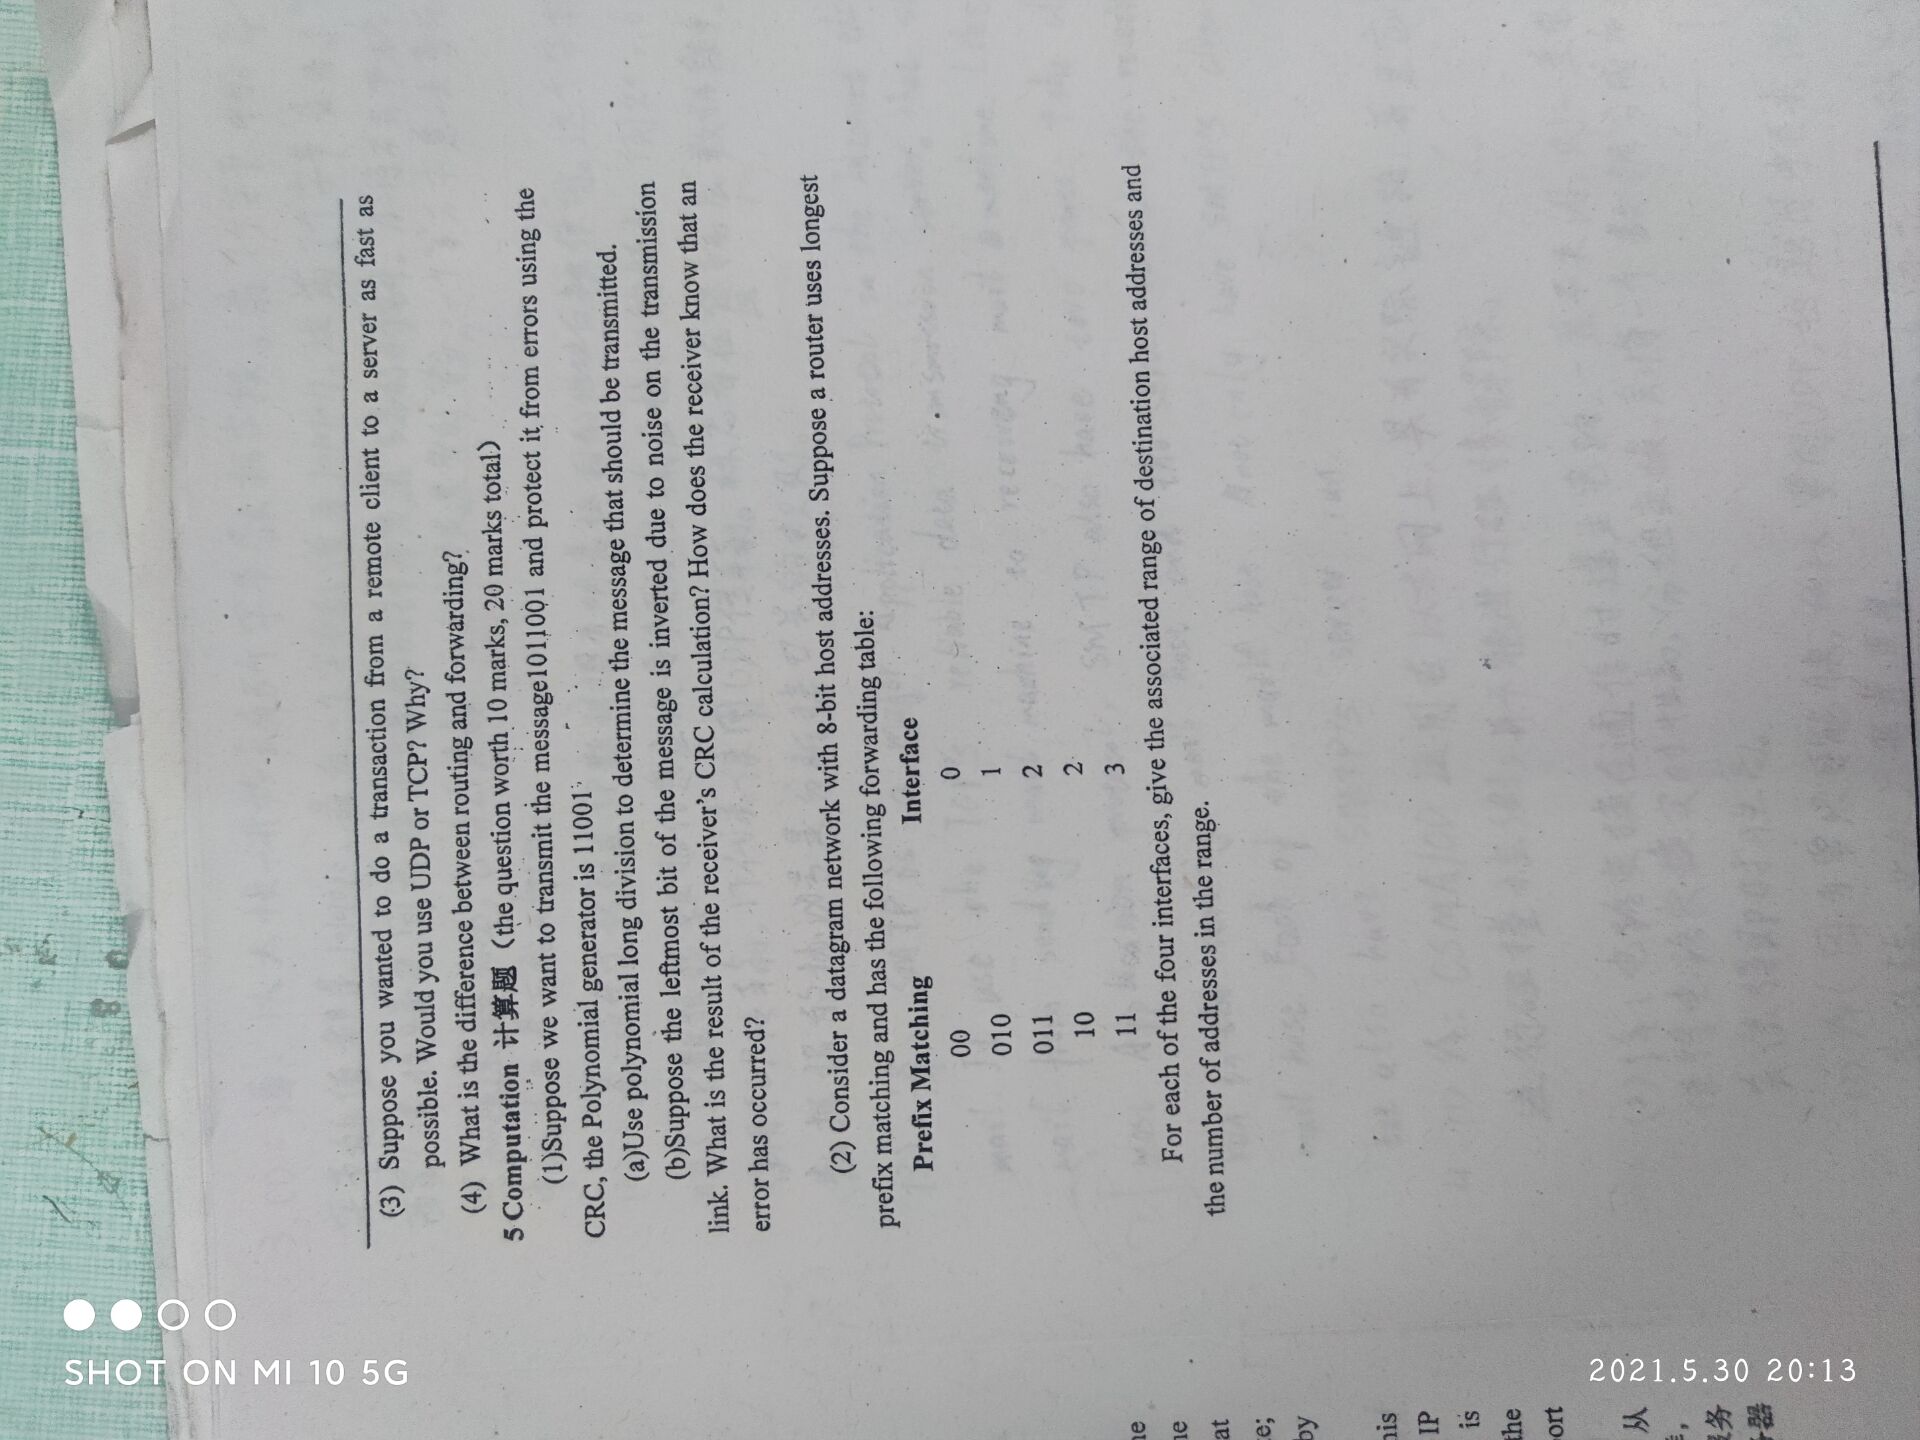 (3) Suppose you wanted to do a transaction from a remote client to a server as fast as
possible. Would you use UDP or TCP? Why?
(4) What is the difference between routing and forwarding?
5 Computation 计算题（the question worth 10 marks, 20 marks total）
(1)Suppose we want to transmit the message1011001 and protect it from errors using the
CRC, the Polynomial generator is 11001
(a)Use polynomial long division to determine the message that should be transmitted.
(b)Suppose the leftmost bit of the message is inverted due to noise on the transmission
link. What is the result of the receiver's CRC calculation? How does the receiver know that an
error has occurred?
(2) Consider a datagram network with 8-bit host addresses. Suppose a router uses longest
prefix matching and has the following forwarding table:
Prefix Matching Interface
00 0
010 1
011 2
10 2
11 3
For each of the four interfaces, give the associated range of destination host addresses and
the number of addresses in the range.
at
by
IP
is
the
从
务
器
SHOT ON MI 10 5G
2021.5.30 20:13